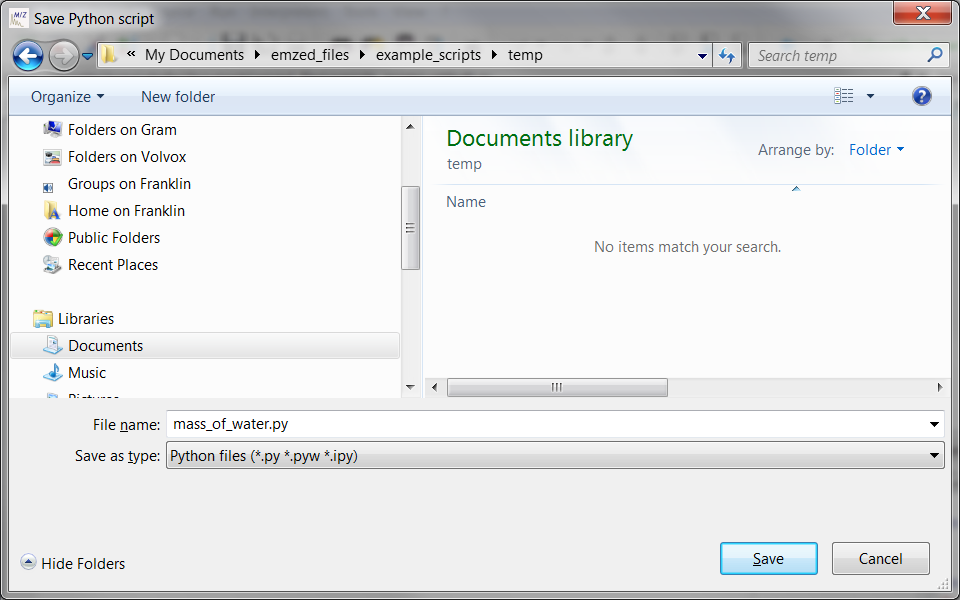 M/Z Save Python script
« My Documents emzed_files example_scripts temp Search temp
Organize New folder ?
Folders on Gram
Folders on Volvox
Groups on Franklin
Home on Franklin
Public Folders
Recent Places
Libraries
Documents
Music
Pictures
Documents library
temp
Arrange by: Folder
Name
No items match your search.
File name: mass_of_water.py
Save as type: Python files (*.py *.pyw *.ipy)
Hide Folders
Save Cancel